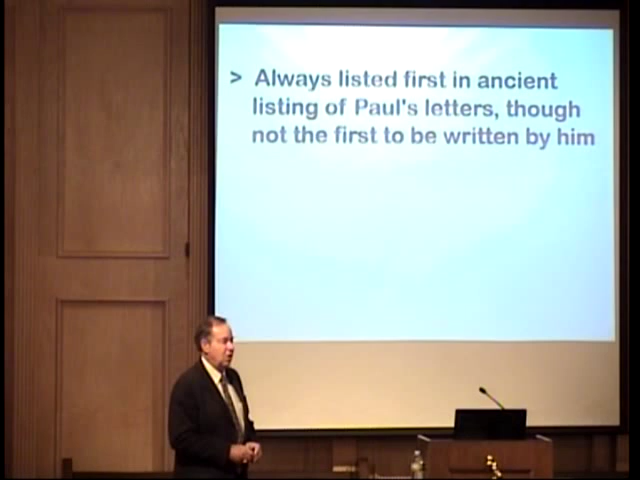 > Always listed first in ancient
listing of Paul's letters, though
not the first to be written by him